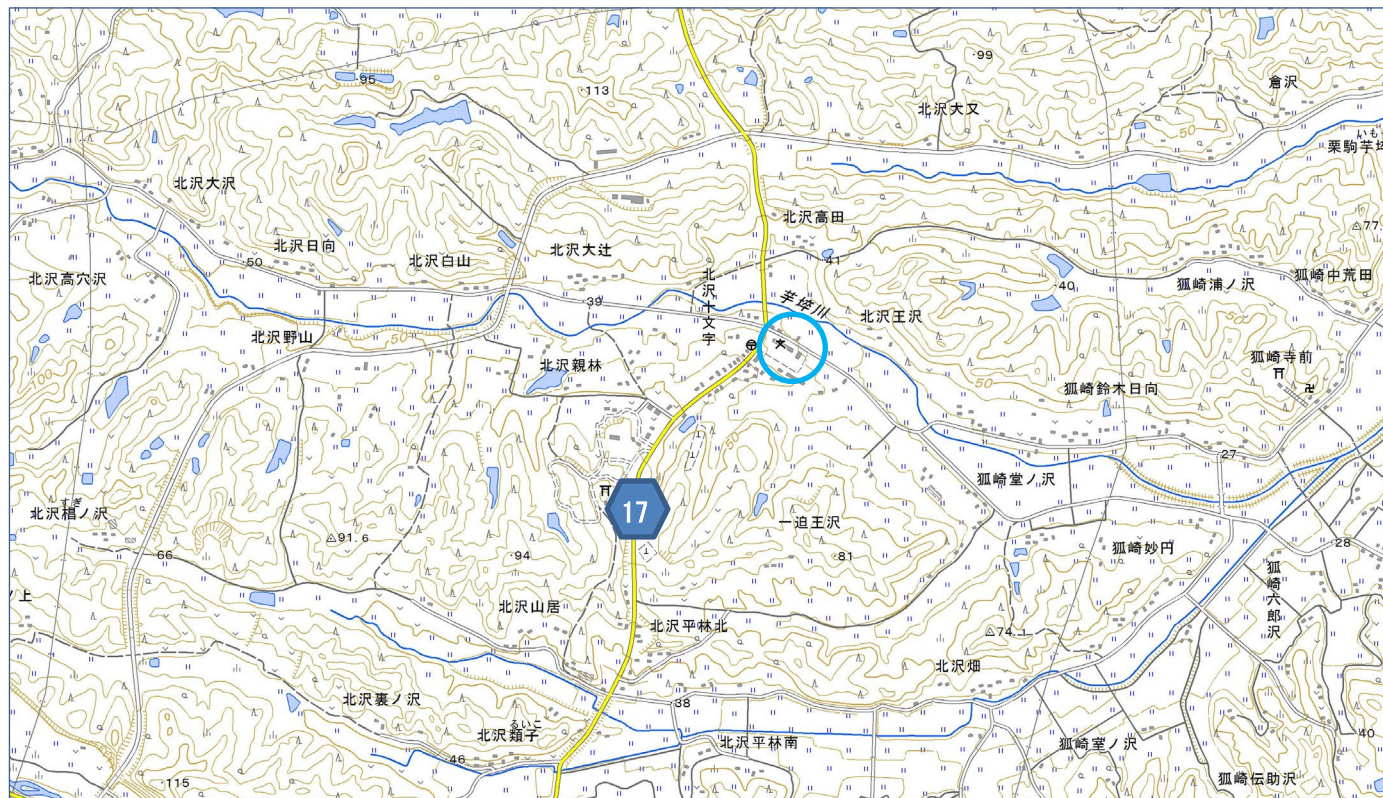 ・99
倉沢
・95
・113
北沢大又
50
いも
栗駒芋埣
北沢大沢
北沢高田
△77.
北沢日向
北沢大辻
北沢白山
50
41
北沢高穴沢
狐崎中荒田
狐崎浦ノ沢
・40
39
北沢十文字
芋埣川
北沢王沢
北沢野山
50
北沢親林
狐崎寺前
50
狐崎鈴木日向
50
27
狐崎堂ノ沢
すぎ
北沢椙ノ沢
17
一迫王沢
△91.6
66
・94
・81
狐崎妙円
・28
ノ上
狐崎六郎沢
北沢山居
北沢平林北
△74.1
北沢畑
北沢裏ノ沢
38
るいこ
北沢類子
北沢平林南
狐崎室ノ沢
40
・46
・115
狐崎伝助沢